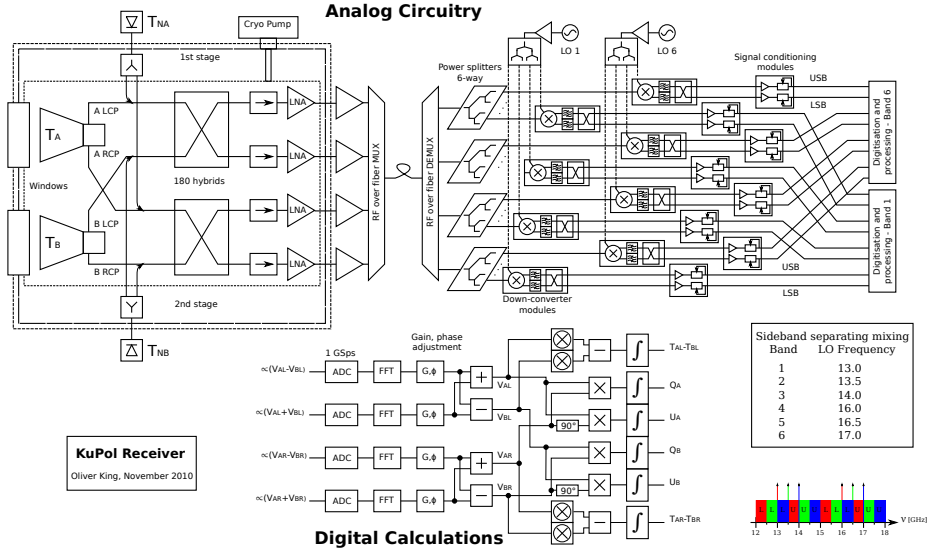 Analog Circuitry
TNA
Cryo Pump
1st stage
LO 1
LO 6
Power splitters
6-way
Signal conditioning
modules
USB
LSB
A LCP
TA
A RCP
LNA
LNA
LNA
LNA
180 hybrids
Windows
B LCP
TB
B RCP
2nd stage
TNB
RF over fiber MUX
RF over fiber DEMUX
Digitisation and
processing - Band 6
Digitisation and
processing - Band 1
USB
LSB
Down-converter
modules
Gain, phase
adjustment
1 GSps
∝(VAL-VBL)
ADC
FFT
G,ϕ
+
VAL
−
∫
TAL-TBL
×
∫
QA
∝(VAL+VBL)
ADC
FFT
G,ϕ
−
VBL
90°
×
∫
UA
∝(VAR-VBR)
ADC
FFT
G,ϕ
+
VAR
×
∫
QB
∝(VAR+VBR)
ADC
FFT
G,ϕ
−
VBR
90°
×
∫
UB
−
∫
TAR-TBR
Sideband separating mixing
Band LO Frequency
1 13.0
2 13.5
3 14.0
4 16.0
5 16.5
6 17.0
KuPol Receiver
Oliver King, November 2010
Digital Calculations
L L L U U U L L L U U U
12 13 14 15 16 17 18
ν [GHz]